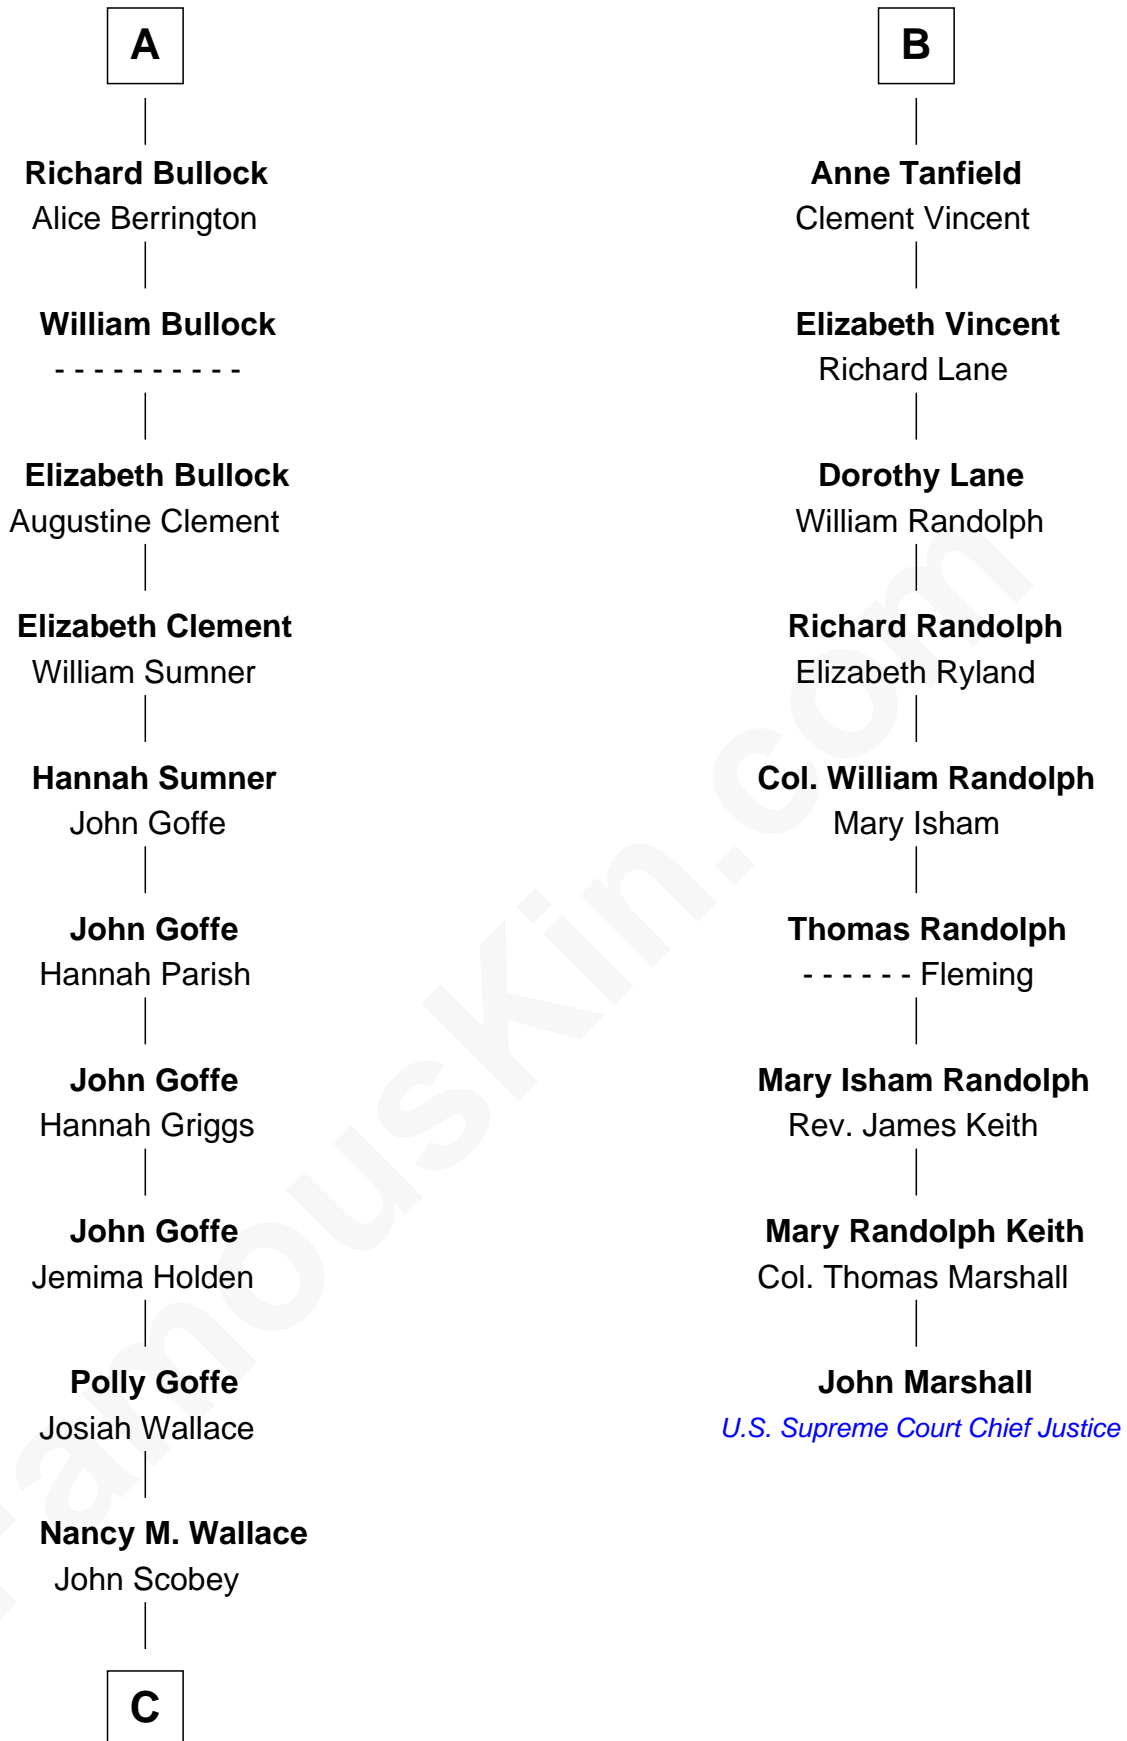 A
Richard Bullock
Alice Berrington
William Bullock
- - - - - - - - - -
Elizabeth Bullock
Augustine Clement
Elizabeth Clement
William Sumner
Hannah Sumner
John Goffe
John Goffe
Hannah Parish
John Goffe
Hannah Griggs
John Goffe
Jemima Holden
Polly Goffe
Josiah Wallace
Nancy M. Wallace
John Scobey
C
B
Anne Tanfield
Clement Vincent
Elizabeth Vincent
Richard Lane
Dorothy Lane
William Randolph
Richard Randolph
Elizabeth Ryland
Col. William Randolph
Mary Isham
Thomas Randolph
- - - - - - Fleming
Mary Isham Randolph
Rev. James Keith
Mary Randolph Keith
Col. Thomas Marshall
John Marshall
U.S. Supreme Court Chief Justice
FamousKin.com